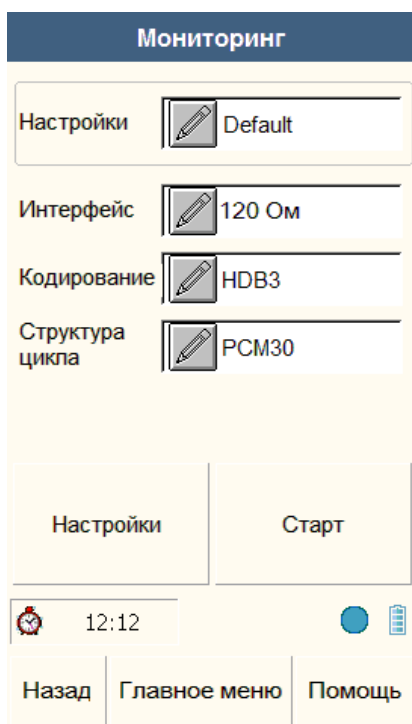 Мониторинг
Настройки Default
Интерфейс 120 Ом
Кодирование HDB3
Структура
цикла PCM30
Настройки Старт
12:12
Назад Главное меню Помощь